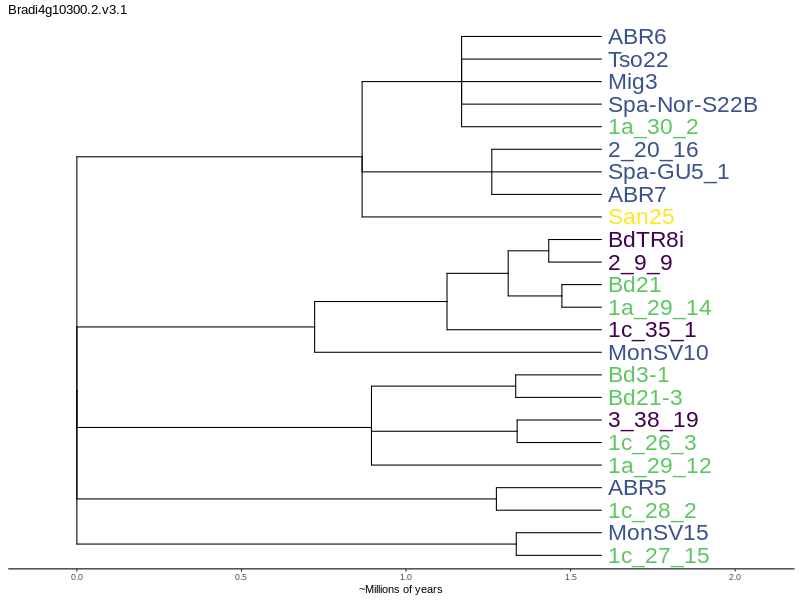 Bradi4g10300.2.v3.1
ABR6
Tso22
Mig3
Spa-Nor-S22B
1a_30_2
2_20_16
Spa-GU5_1
ABR7
San25
BdTR8i
2_9_9
Bd21
1a_29_14
1c_35_1
MonSV10
Bd3-1
Bd21-3
3_38_19
1c_26_3
1a_29_12
ABR5
1c_28_2
MonSV15
1c_27_15
0.0 0.5 1.0 1.5 2.0
~Millions of years